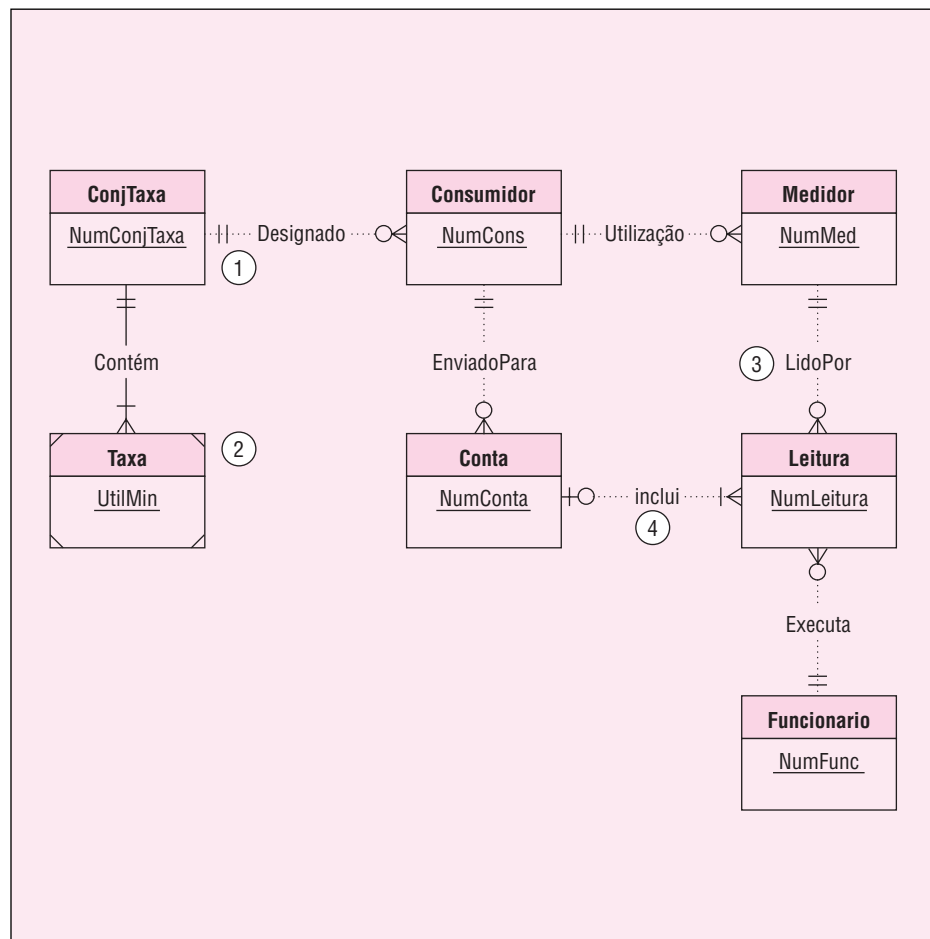 ConjTaxa
NumConjTaxa
Designado
1
Consumidor
NumCons
Utilização
Medidor
NumMed
Contém
EnviadoPara
3
LidoPor
2
Taxa
UtilMin
Conta
NumConta
inclui
4
Leitura
NumLeitura
Executa
Funcionario
NumFunc